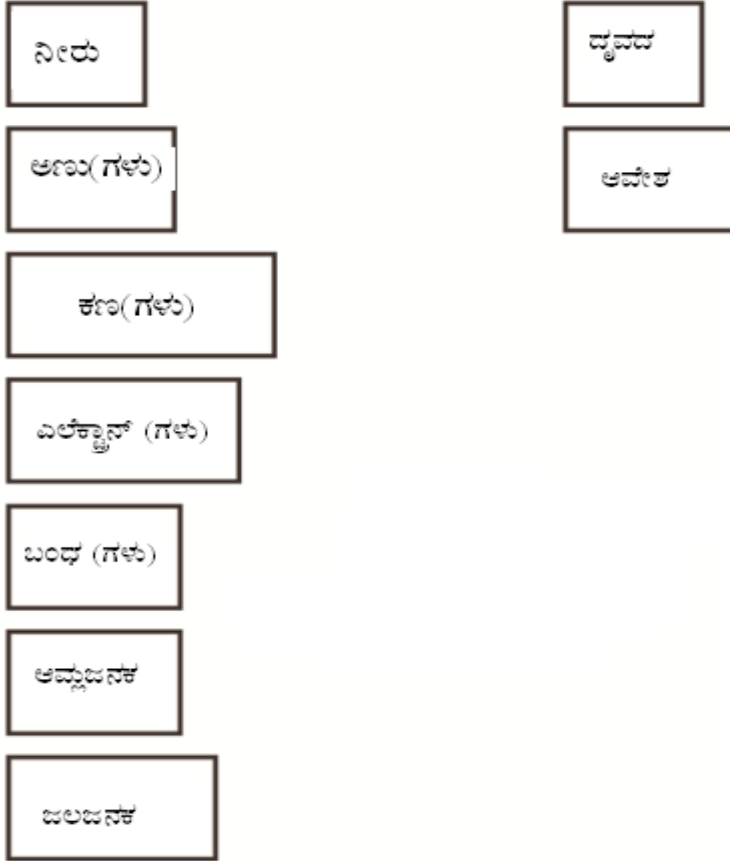 ನೀರು
ಅಣು(ಗಳು)
ಕಣ(ಗಳು)
ಎಲೆಕ್ಟ್ರಾನ್ (ಗಳು)
ಬಂಧ (ಗಳು)
ಆಮ್ಲಜನಕ
ಜಲಜನಕ
ದೃವದ
ಆವೇಶ